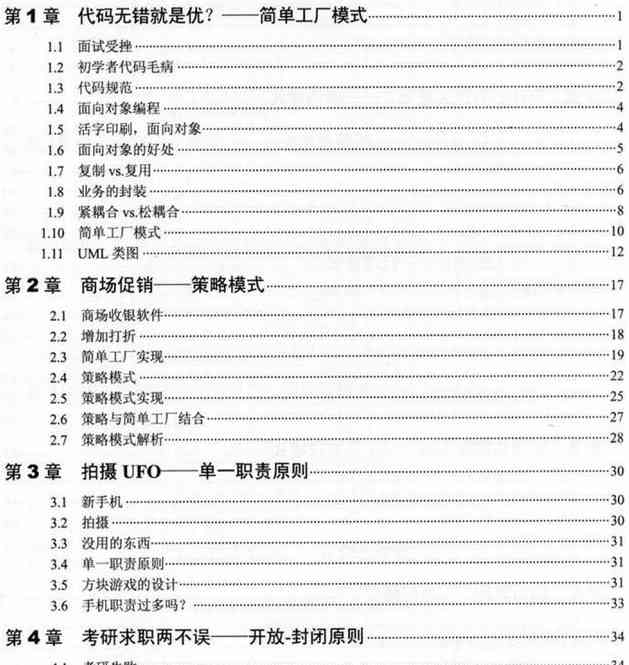 第 1 章 代码无错就是优？——简单工厂模式 1
1.1 面试受挫 1
1.2 初学者代码毛病 2
1.3 代码规范 2
1.4 面向对象编程 4
1.5 活字印刷，面向对象 4
1.6 面向对象的好处 5
1.7 复制 vs.复用 6
1.8 业务的封装 6
1.9 紧耦合 vs.松耦合 8
1.10 简单工厂模式 10
1.11 UML 类图 12
第 2 章 商场促销——策略模式 17
2.1 商场收银软件 17
2.2 增加打折 18
2.3 简单工厂实现 19
2.4 策略模式 22
2.5 策略模式实现 25
2.6 策略与简单工厂结合 27
2.7 策略模式解析 28
第 3 章 拍摄 UFO——单一职责原则 30
3.1 新手机 30
3.2 拍摄 30
3.3 没用的东西 31
3.4 单一职责原则 31
3.5 方块游戏的设计 31
3.6 手机职责过多吗？ 33
第 4 章 考研求职两不误——开放-封闭原则 34